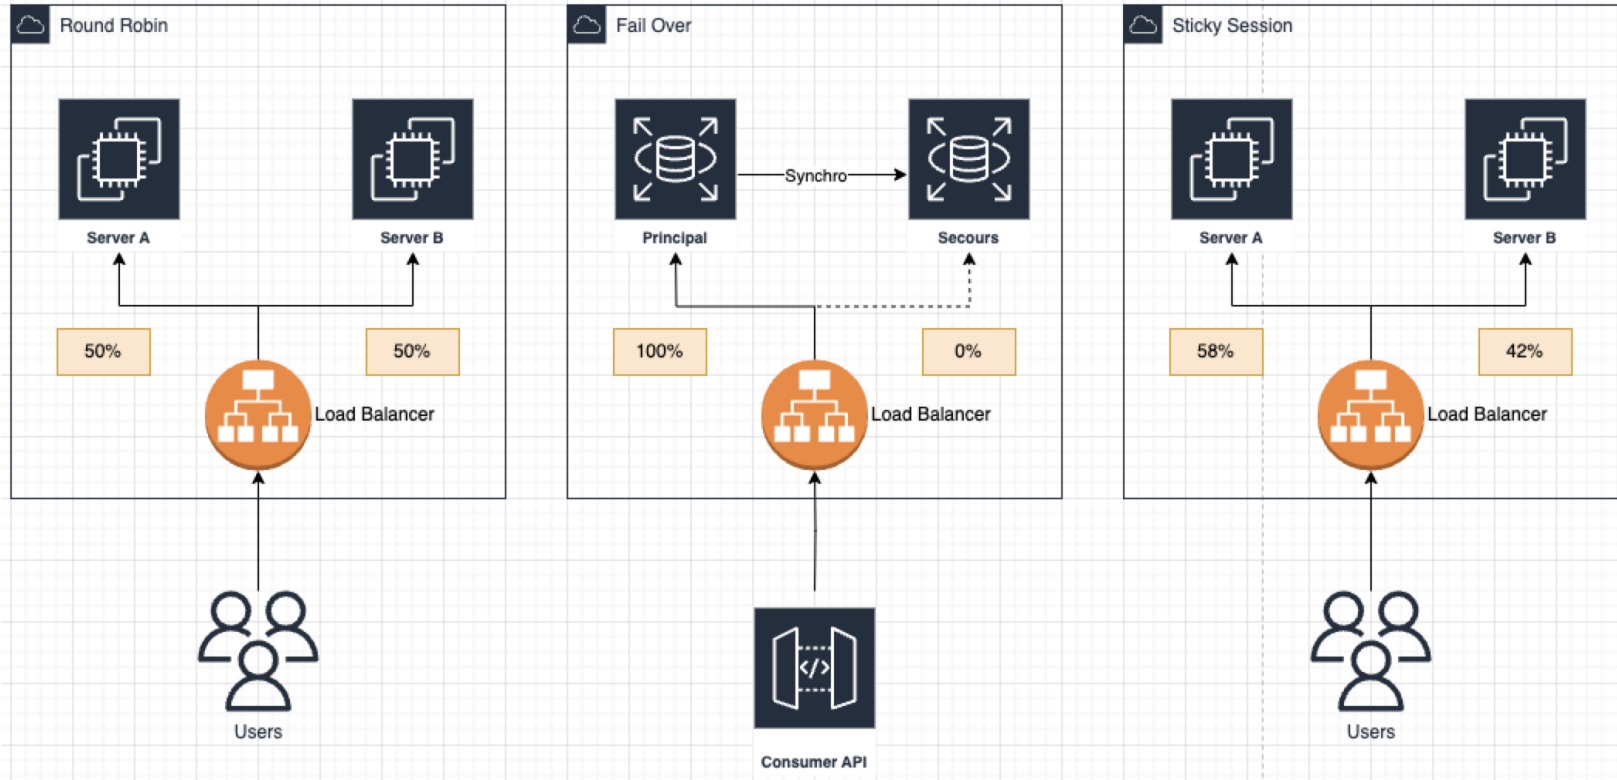 Round Robin
Server A
Server B
50%
50%
Load Balancer
Users
Fail Over
Synchro
Principal
Secours
100%
0%
Load Balancer
Consumer API
Sticky Session
Server A
Server B
58%
42%
Load Balancer
Users